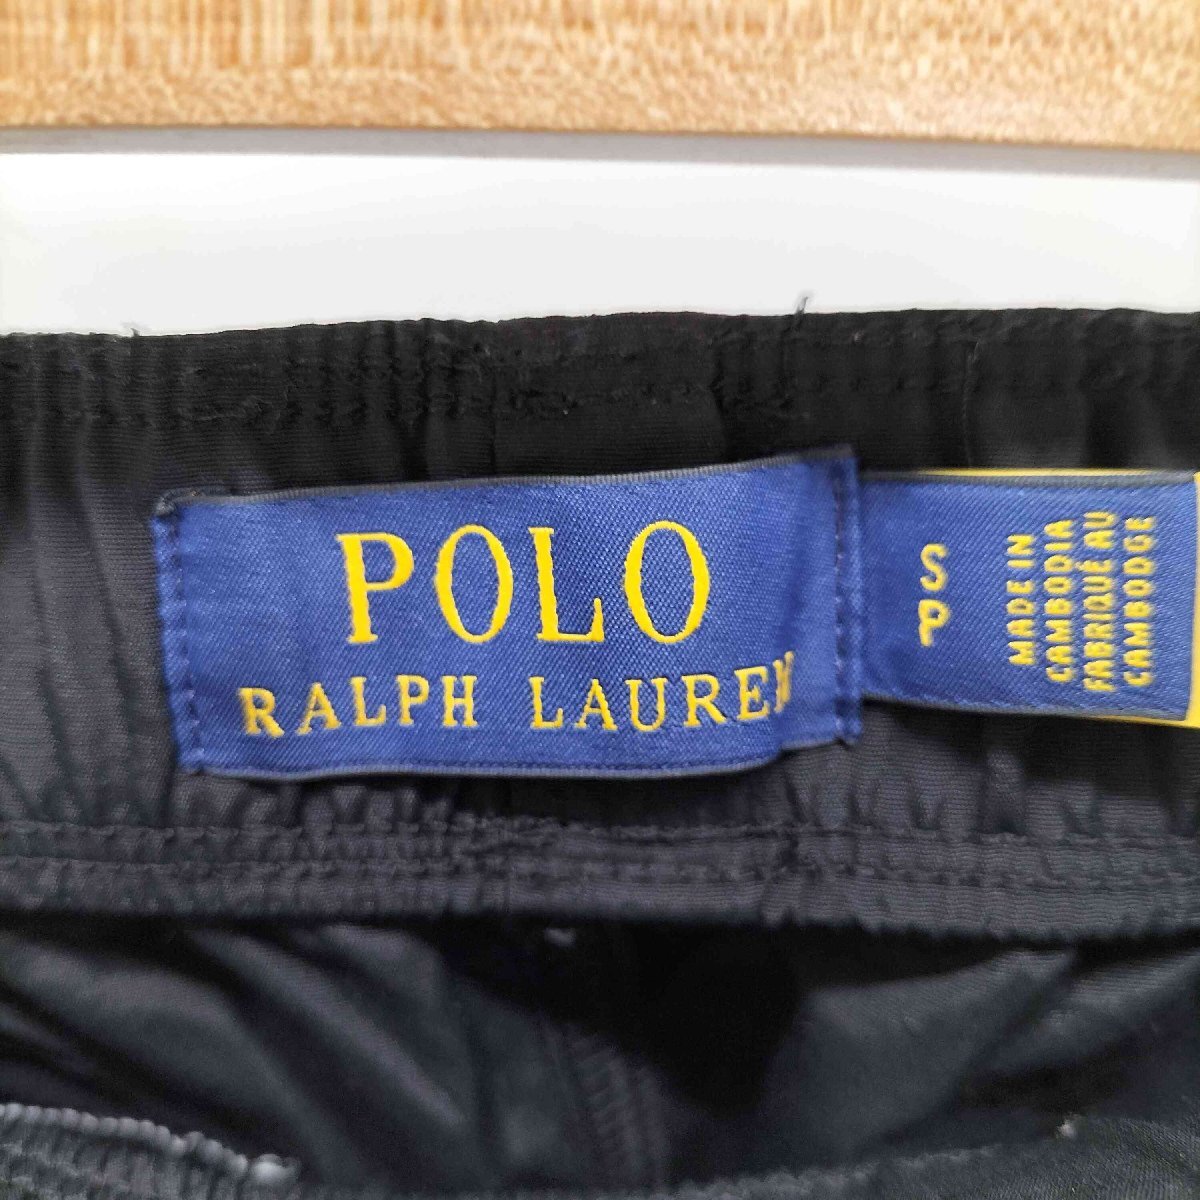 POLO
RALPH LAUREN
S
P
MADE IN
CAMBODIA
FABRIQUÉ AU
CAMBODGE